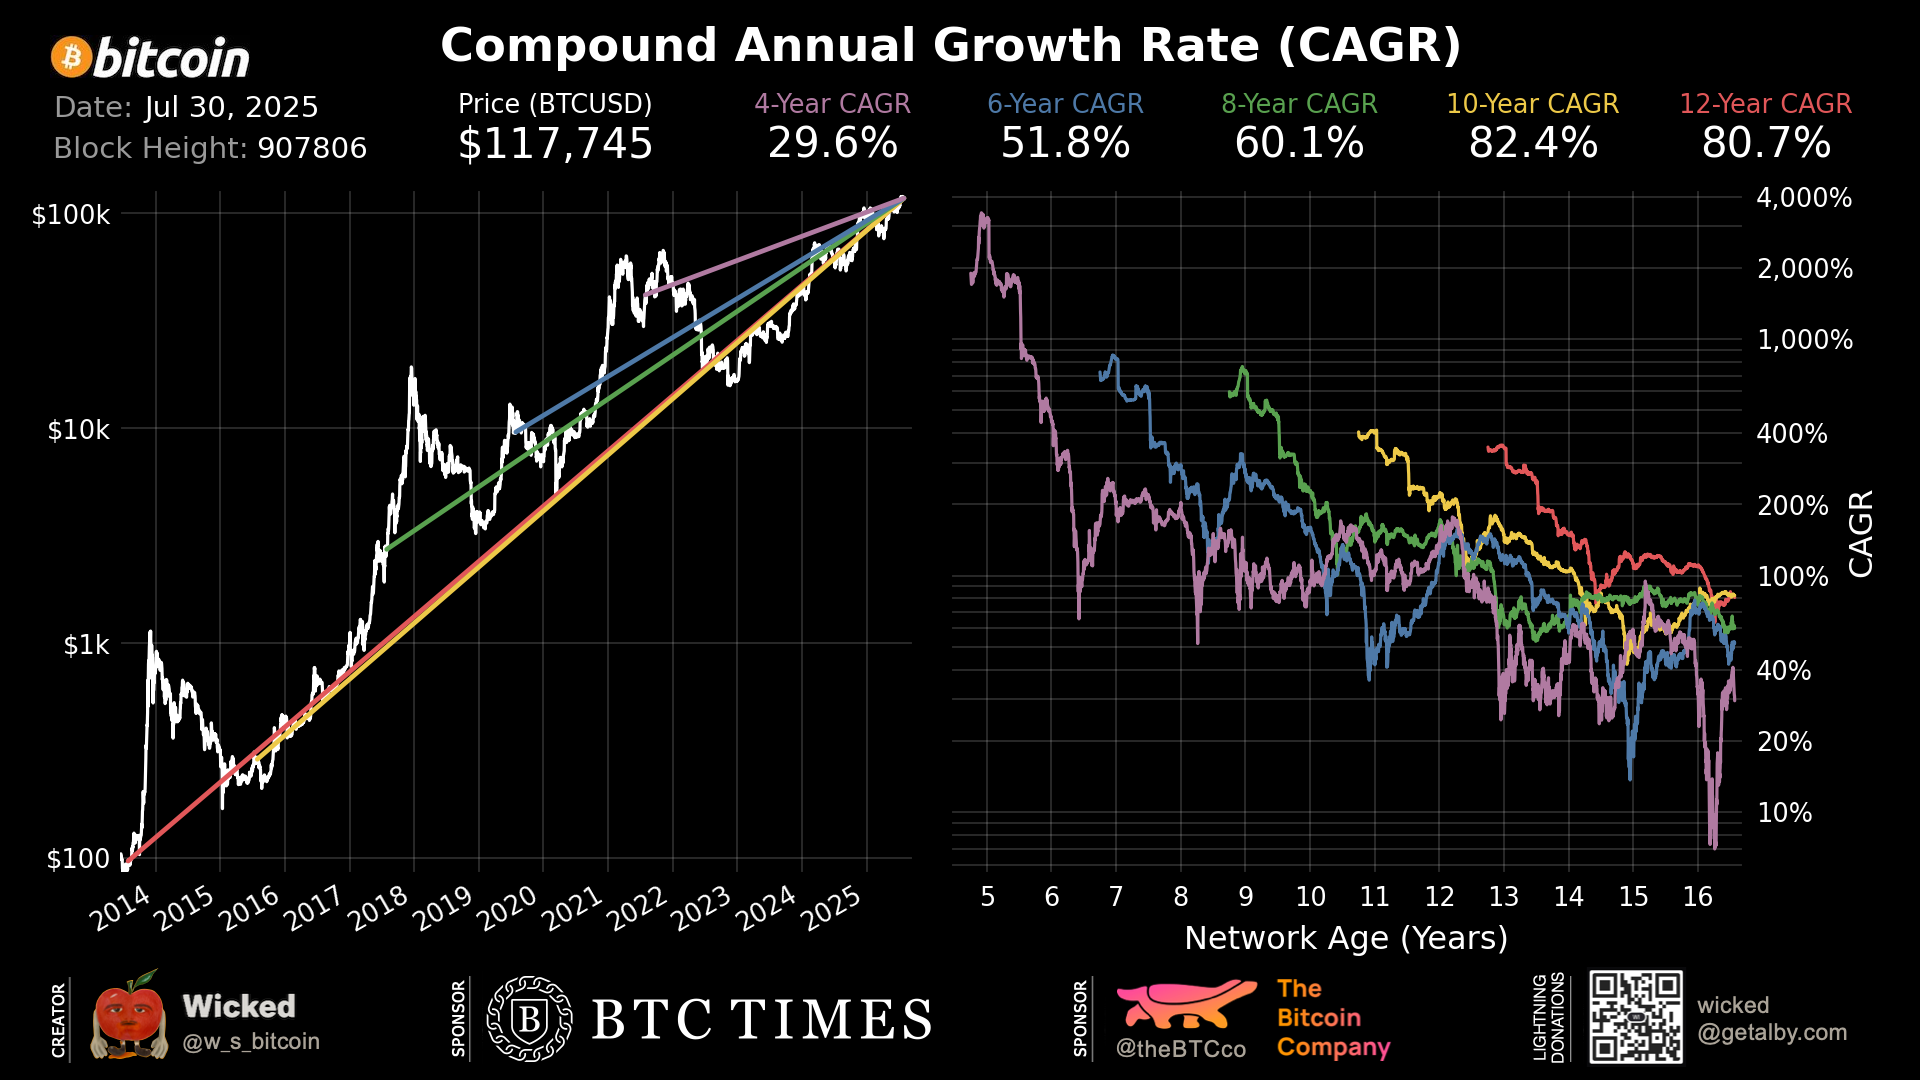 bitcoin
Compound Annual Growth Rate (CAGR)
Date: Jul 30, 2025
Block Height: 907806
Price (BTCUSD)
$117,745
4-Year CAGR
29.6%
6-Year CAGR
51.8%
8-Year CAGR
60.1%
10-Year CAGR
82.4%
12-Year CAGR
80.7%
$100k
$10k
$1k
$100
2014
2015
2016
2017
2018
2019
2020
2021
2022
2023
2024
2025
4,000%
2,000%
1,000%
400%
200%
100%
40%
20%
10%
CAGR
5
6
7
8
9
10
11
12
13
14
15
16
Network Age (Years)
CREATOR
Wicked
@w_s_bitcoin
SPONSOR
B
BTC TIMES
SPONSOR
@theBTCco
The
Bitcoin
Company
LIGHTNING
DONATIONS
wicked
@getalby.com